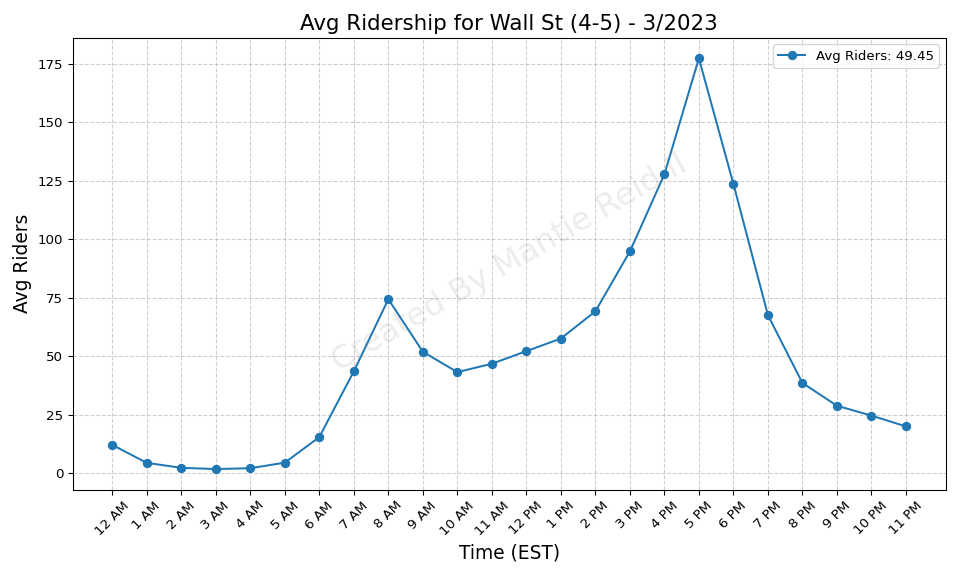 Avg Ridership for Wall St (4-5) - 3/2023
Avg Riders: 49.45
Avg Riders
175
150
125
100
75
50
25
0
Created By Mantie Reidill
12 AM
1 AM
2 AM
3 AM
4 AM
5 AM
6 AM
7 AM
8 AM
9 AM
10 AM
11 AM
12 PM
1 PM
2 PM
3 PM
4 PM
5 PM
6 PM
7 PM
8 PM
9 PM
10 PM
11 PM
Time (EST)